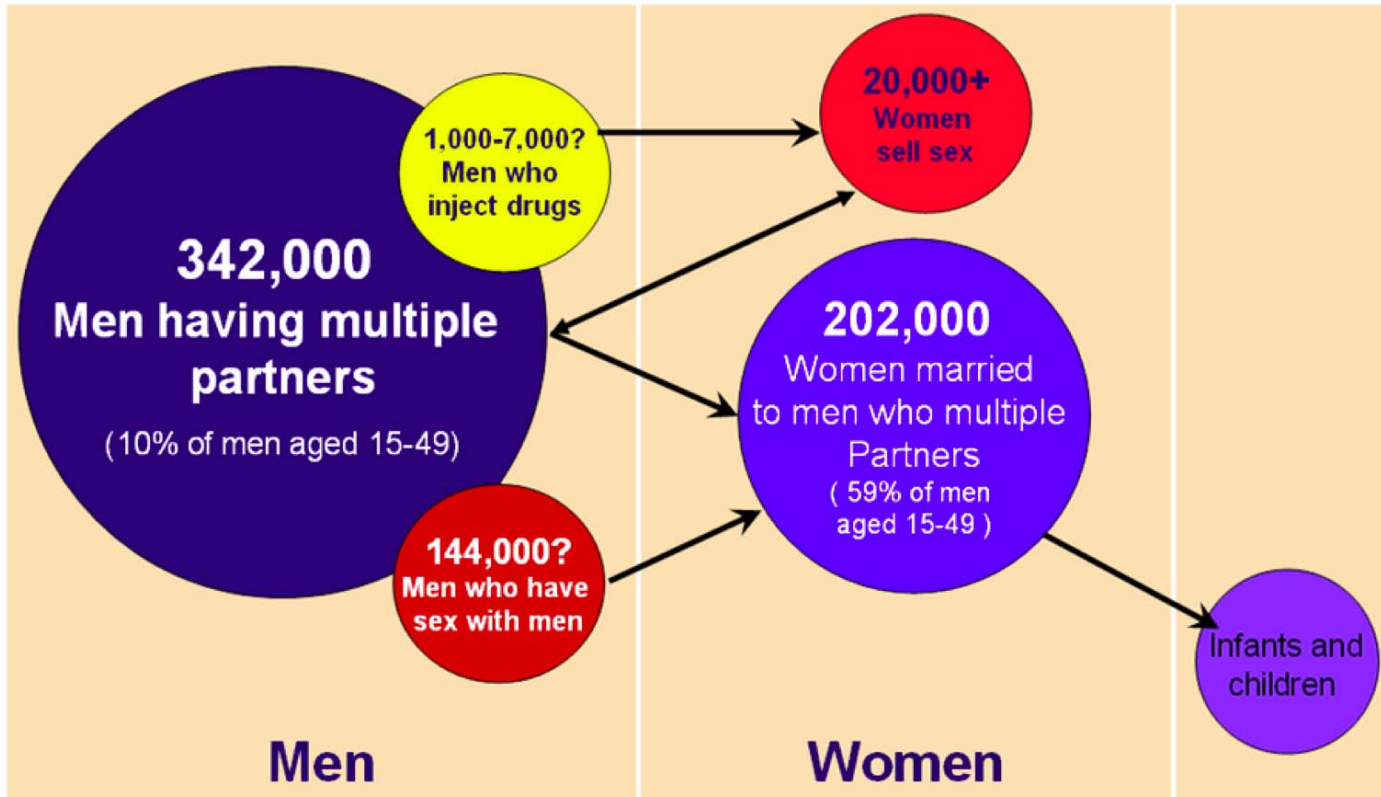 342,000
Men having multiple
partners
(10% of men aged 15-49)
1,000-7,000?
Men who
inject drugs
144,000?
Men who have
sex with men
Men
20,000+
Women
sell sex
202,000
Women married
to men who multiple
Partners
( 59% of men
aged 15-49 )
Women
Infants and
children